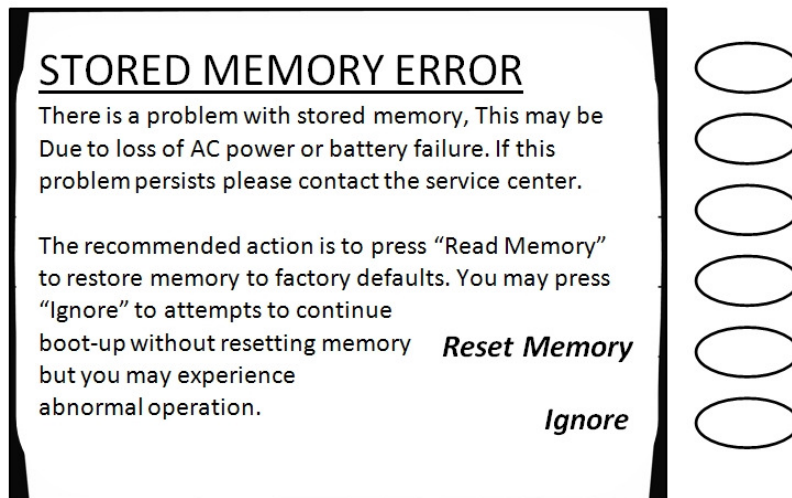 STORED MEMORY ERROR
There is a problem with stored memory, This may be
Due to loss of AC power or battery failure. If this
problem persists please contact the service center.
The recommended action is to press “Read Memory”
to restore memory to factory defaults. You may press
“Ignore” to attempts to continue
boot-up without resetting memory
but you may experience
abnormal operation.
Reset Memory
Ignore